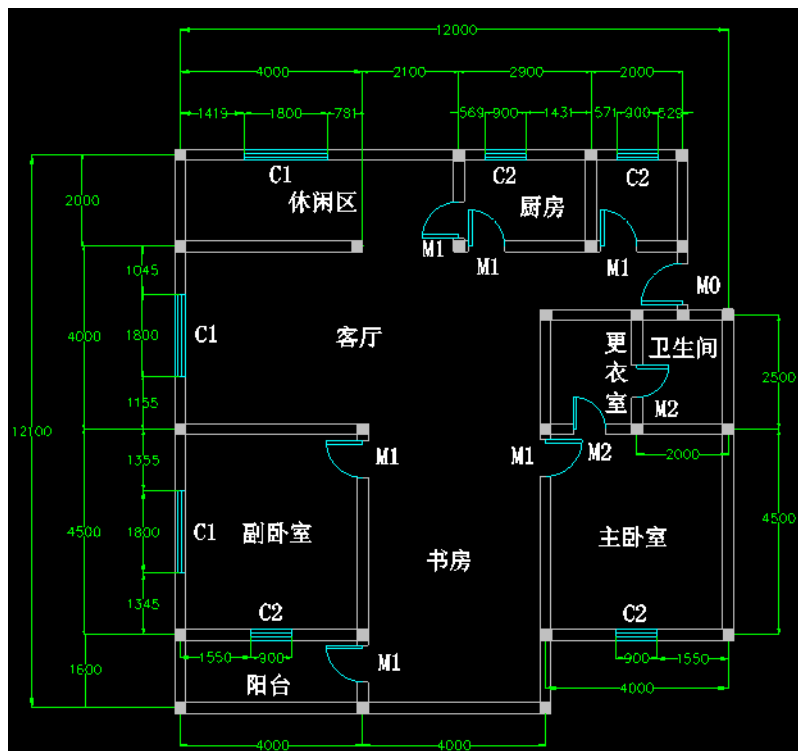 12000
4000 2100 2900 2000
1419 1800 781 569 900 1431 571 900 529
C1 C2 C2
休闲区 厨房
2000
M1 M1 M1
1045
M0
4000 1800 C1 客厅 更衣室 卫生间 2500
1155
M2
12100
1355 M1 M1 M2 2000
4500 1800 C1 副卧室 书房 主卧室 4500
1345
C2 C2
1550 900 900 1550
1600 阳台 M1 4000
4000 4000